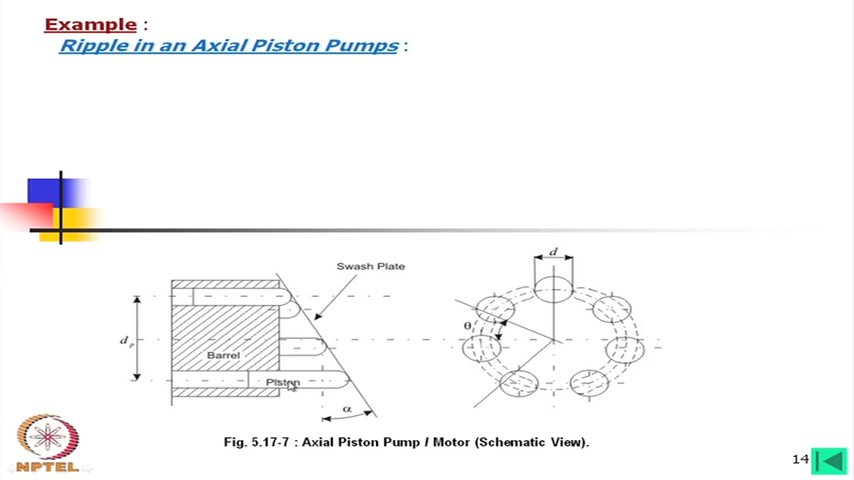 Example :
Ripple in an Axial Piston Pumps :
d
Swash Plate
θ
dP
Barrel
Piston
α
Fig. 5.17-7 : Axial Piston Pump / Motor (Schematic View).
NPTEL
14